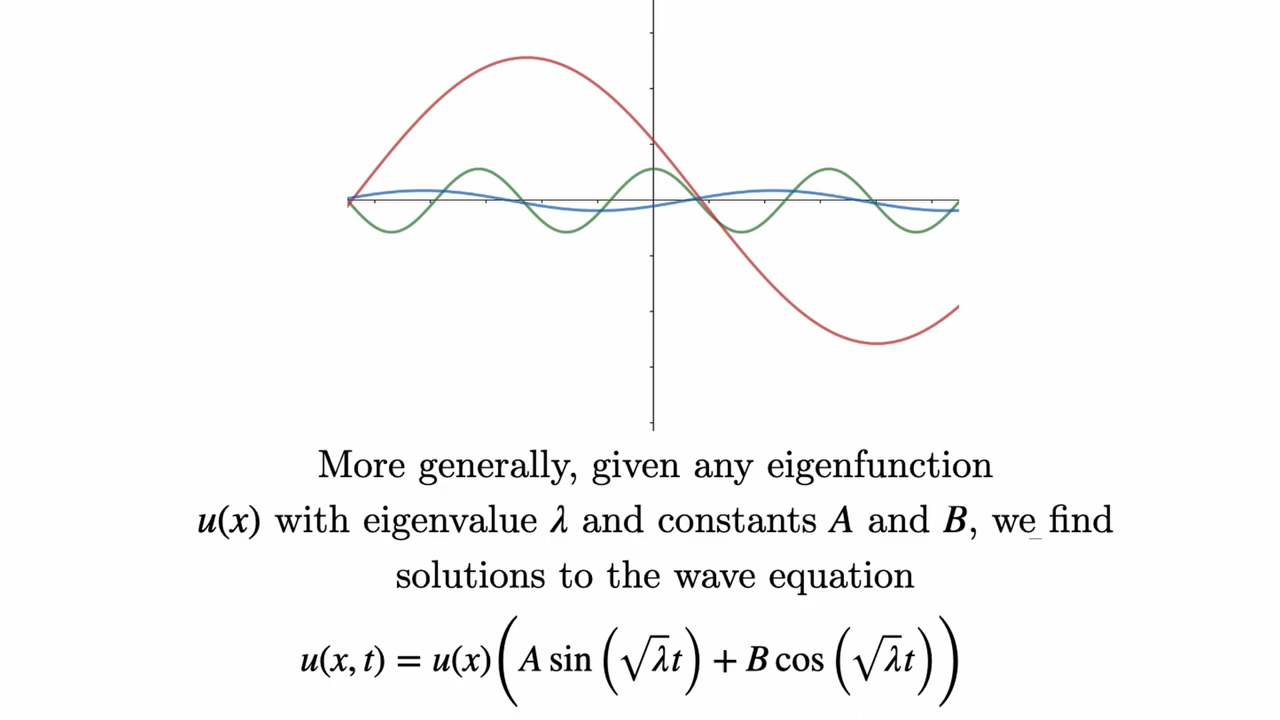 More generally, given any eigenfunction
u(x) with eigenvalue λ and constants A and B, we find
solutions to the wave equation
u(x, t) = u(x)(A sin (√λt) + B cos (√λt))